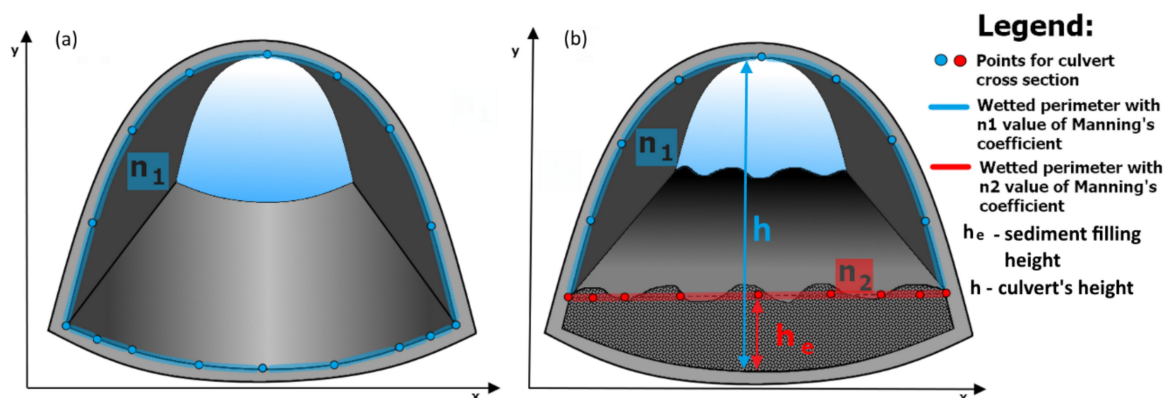 (a)
y
n1
x
(b)
y
n1
h
n2
he
x
Legend:
Points for culvert
cross section
Wetted perimeter with
n1 value of Manning's
coefficient
Wetted perimeter with
n2 value of Manning's
coefficient
he - sediment filling
height
h - culvert's height